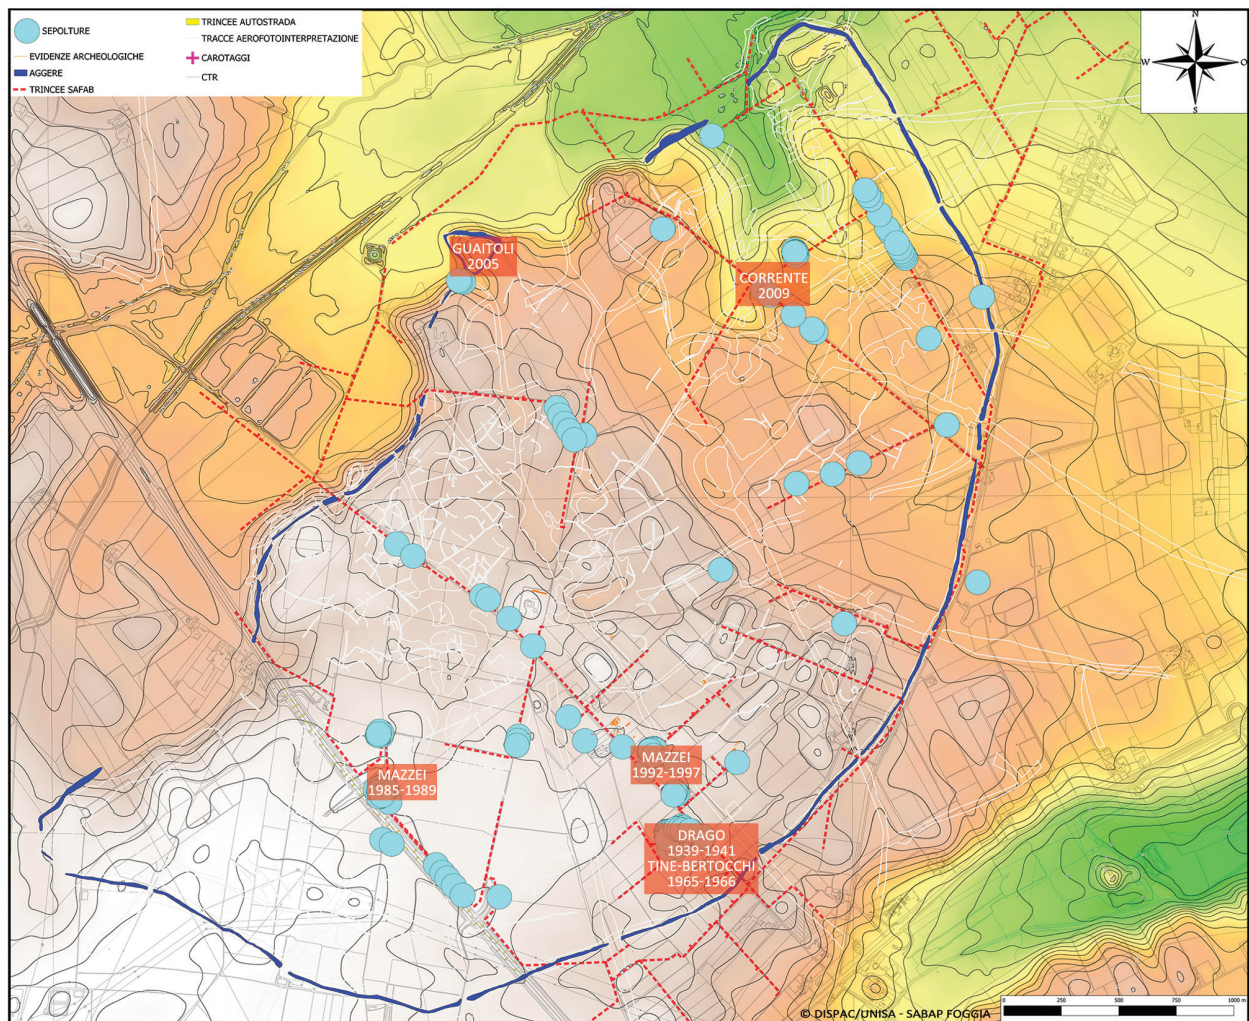 SEPOLTURE
EVIDENZE ARCHEOLOGICHE
AGGERE
TRINCEE SAFAB
TRINCEE AUTOSTRADA
TRACCE AEROFOTOINTERPRETAZIONE
CAROTAGGI
CTR
N
W
O
S
GUAITOLI
2005
CORRENTE
2009
MAZZEI
1992-1997
MAZZEI
1985-1989
DRAGO
1939-1941
TINE-BERTOCCHI
1965-1966
© DISPAC/UNISA - SABAP FOGGIA
0 250 500 750 1000 m